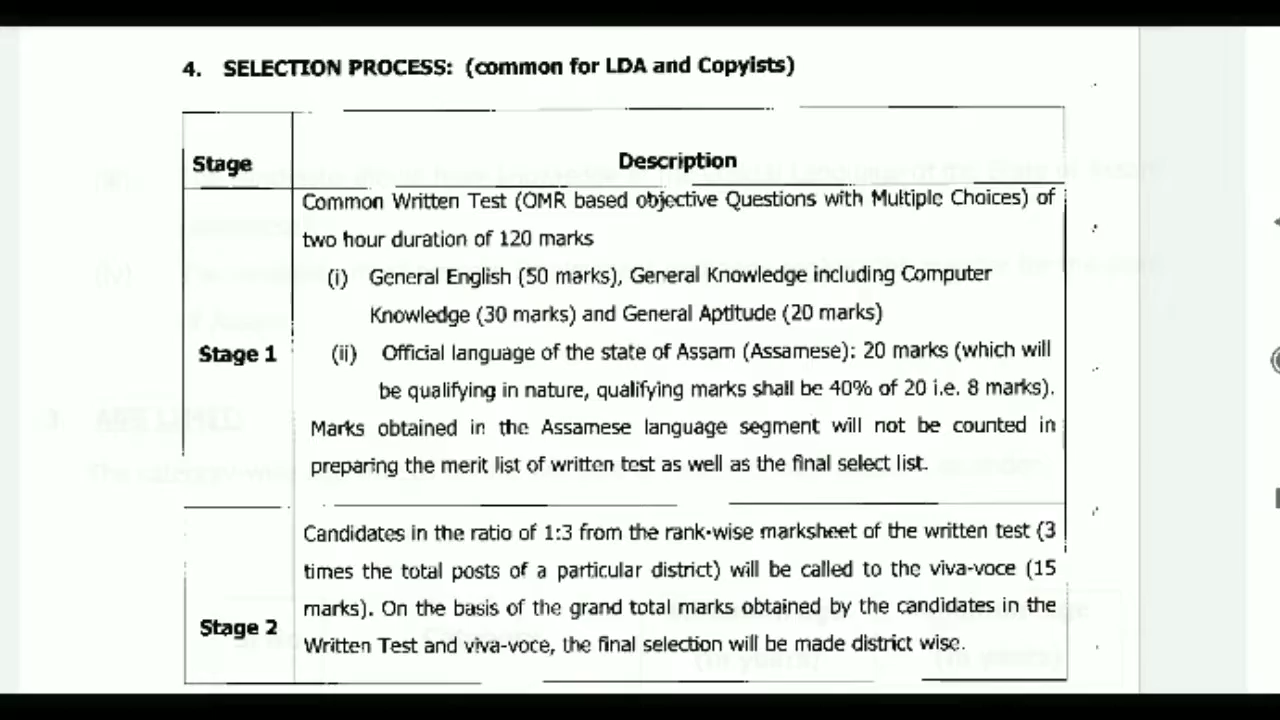 4. SELECTION PROCESS: (common for LDA and Copyists)
Stage
Description
Stage 1
Common Written Test (OMR based objective Questions with Multiple Choices) of
two hour duration of 120 marks
(i) General English (50 marks), General Knowledge including Computer
Knowledge (30 marks) and General Aptitude (20 marks)
(ii) Official language of the state of Assam (Assamese): 20 marks (which will
be qualifying in nature, qualifying marks shall be 40% of 20 i.e. 8 marks).
Marks obtained in the Assamese language segment will not be counted in
preparing the merit list of written test as well as the final select list.
Stage 2
Candidates in the ratio of 1:3 from the rank-wise marksheet of the written test (3
times the total posts of a particular district) will be called to the viva-voce (15
marks). On the basis of the grand total marks obtained by the candidates in the
Written Test and viva-voce, the final selection will be made district wise.